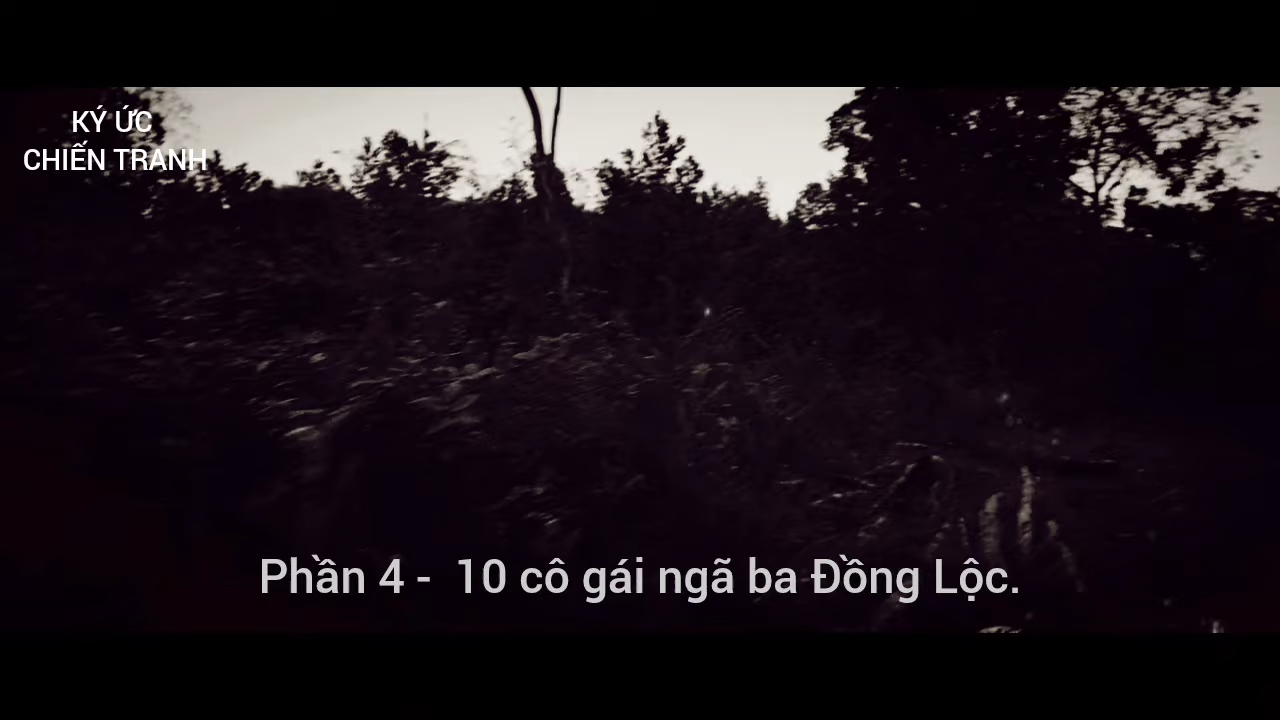 KÝ ỨC
CHIẾN TRANH
Phần 4 -  10 cô gái ngã ba Đồng Lộc.